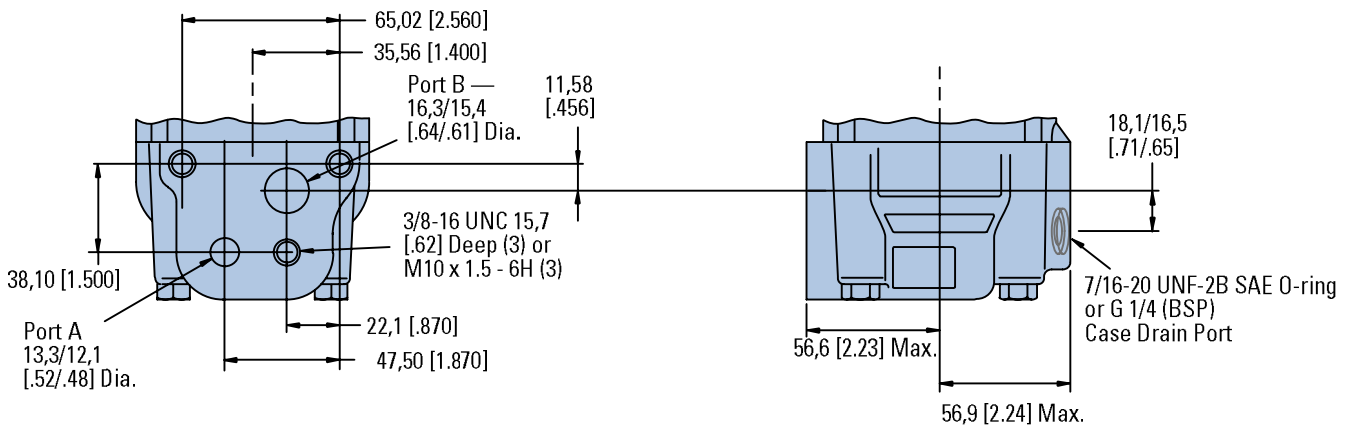 65,02 [2.560]
35,56 [1.400]
Port B —
16,3/15,4
[.64/.61] Dia.
11,58
[.456]
18,1/16,5
[.71/.65]
3/8-16 UNC 15,7
[.62] Deep (3) or
M10 x 1.5 - 6H (3)
38,10 [1.500]
7/16-20 UNF-2B SAE O-ring
or G 1/4 (BSP)
Case Drain Port
Port A
13,3/12,1
[.52/.48] Dia.
22,1 [.870]
47,50 [1.870]
56,6 [2.23] Max.
56,9 [2.24] Max.